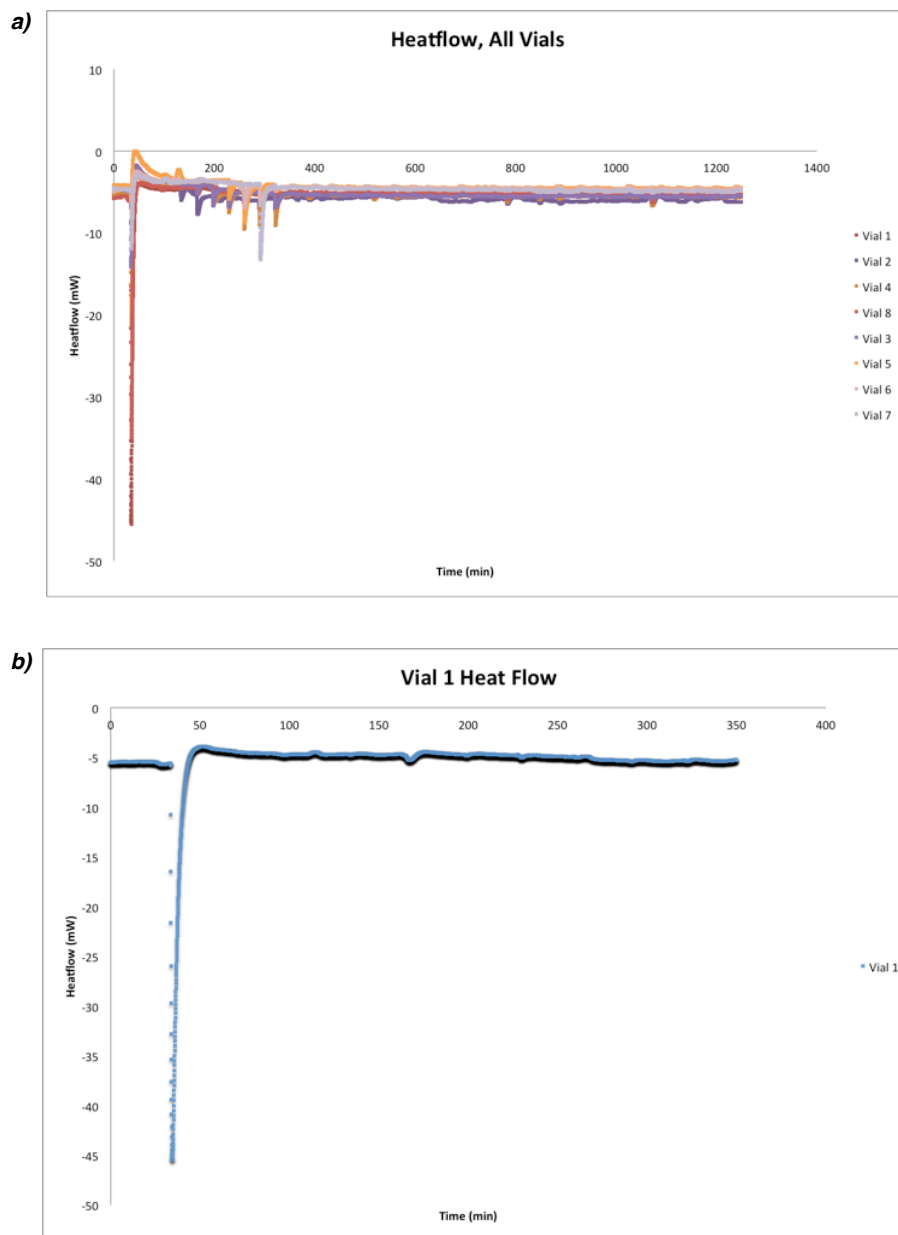 a)
Heatflow, All Vials
10
0
0 200 400 600 800 1000 1200 1400
-10
-20
-30
-40
-50
Heatflow (mW)
Time (min)
Vial 1
Vial 2
Vial 4
Vial 8
Vial 3
Vial 5
Vial 6
Vial 7
b)
Vial 1 Heat Flow
0
0 50 100 150 200 250 300 350 400
-5
-10
-15
-20
-25
-30
-35
-40
-45
-50
Heatflow (mW)
Time (min)
Vial 1